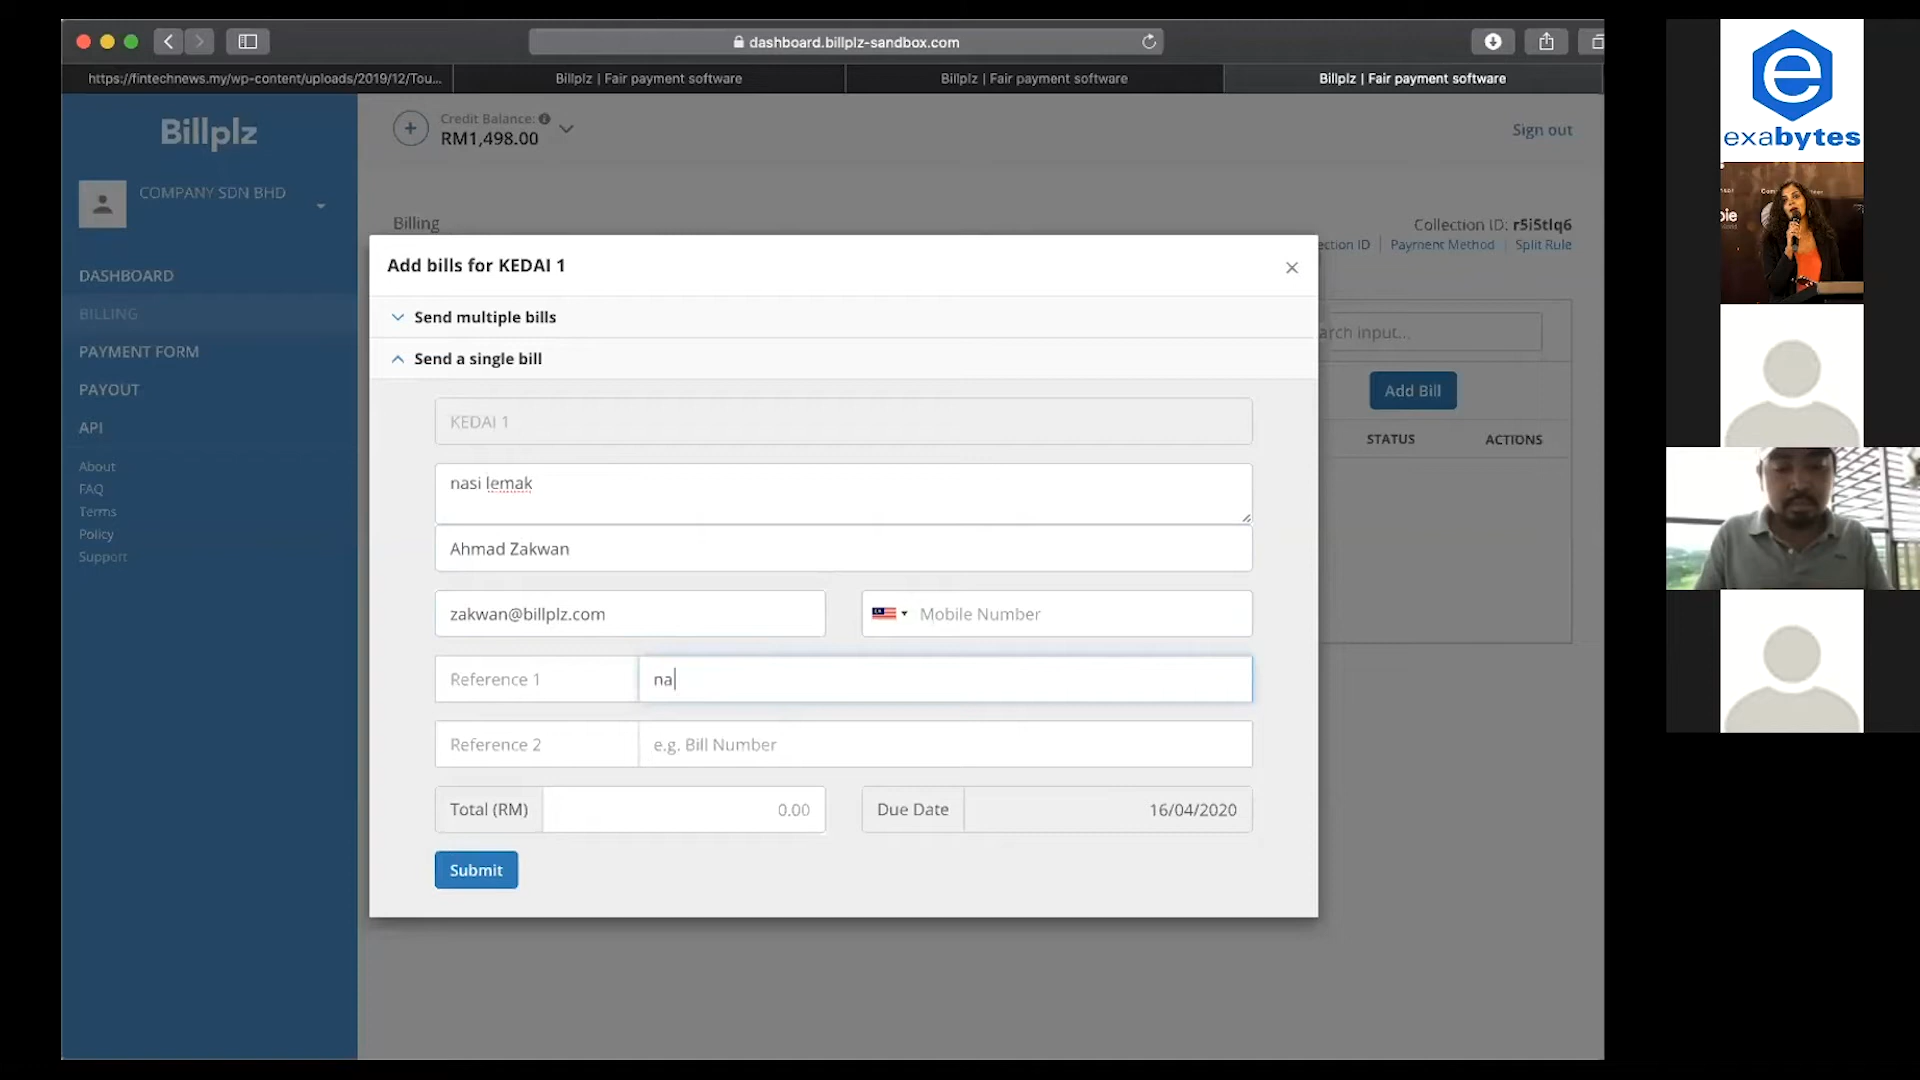 dashboard.billplz-sandbox.com
https://fintechnews.my/wp-content/uploads/2019/12/Tou...
Billplz | Fair payment software
Billplz | Fair payment software
Billplz | Fair payment software
Billplz
Credit Balance:
RM1,498.00
Sign out
COMPANY SDN BHD
DASHBOARD
BILLING
PAYMENT FORM
PAYOUT
API
About
FAQ
Terms
Policy
Support
Billing
Collection ID: r5i5tlq6
ection ID | Payment Method | Split Rule
arch input...
Add Bill
STATUS
ACTIONS
Add bills for KEDAI 1
Send multiple bills
Send a single bill
KEDAI 1
nasi lemak
Ahmad Zakwan
zakwan@billplz.com
Mobile Number
Reference 1
na
Reference 2
e.g. Bill Number
Total (RM)
0.00
Due Date
16/04/2020
Submit
exabytes